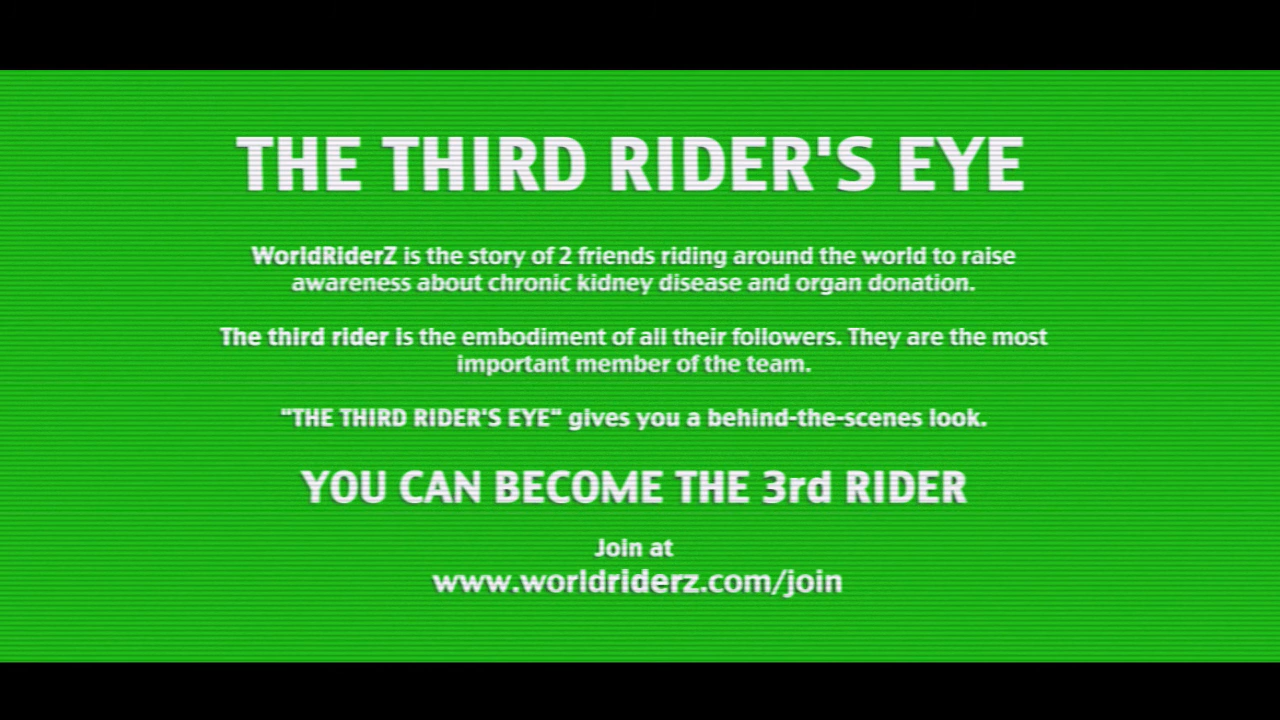 THE THIRD RIDER'S EYE
WorldRiderZ is the story of 2 friends riding around the world to raise
awareness about chronic kidney disease and organ donation.
The third rider is the embodiment of all their followers. They are the most
important member of the team.
"THE THIRD RIDER'S EYE" gives you a behind-the-scenes look.
YOU CAN BECOME THE 3rd RIDER
Join at
www.worldriderz.com/join